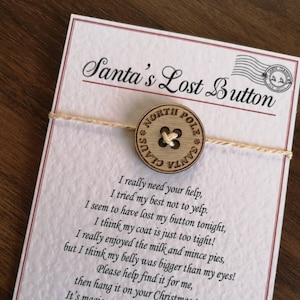 Santa's Lost Button
NORTH POLE
SANTA CLAUS
I really need your help,
I tried my best not to yelp.
I seem to have lost my button tonight,
I think my coat is just too tight!
I really enjoyed the milk and mince pies,
but I think my belly was bigger than my eyes!
Please help find it for me,
then hang it on your Christmas
It's